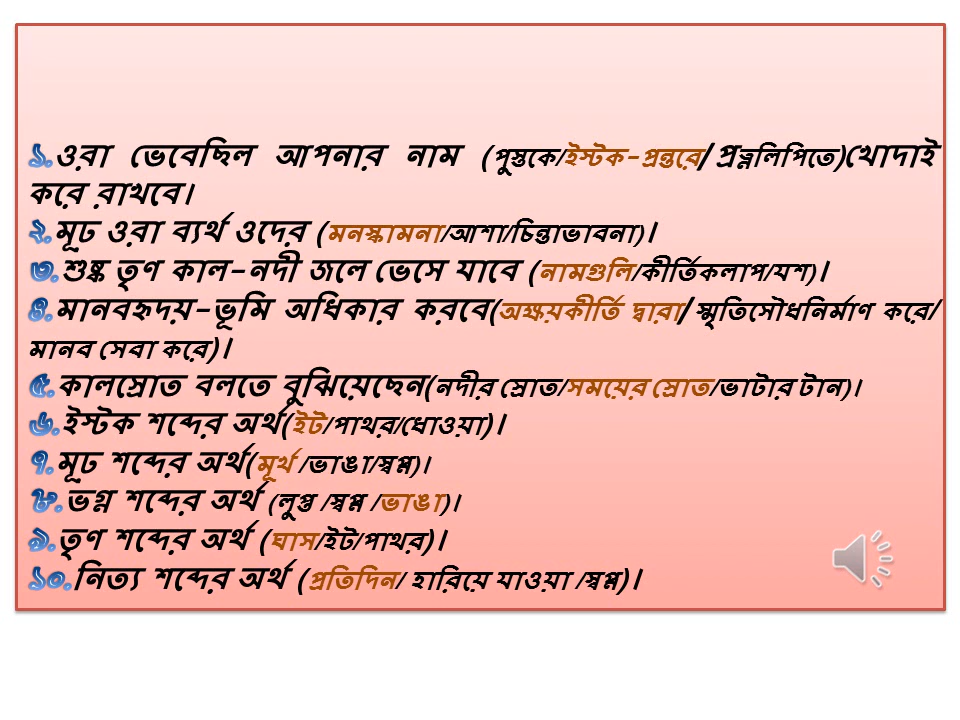 ১.ওরা ভেবেছিল আপনার নাম (পুস্তকে/ইস্টক-প্রস্তরে/প্রত্নলিপিতে)খোদাই
করে রাখবে।
২.মূঢ ওরা ব্যর্থ ওদের (মনস্কামনা/আশা/চিন্তাভাবনা)।
৩.শুষ্ক তৃণ কাল-নদী জলে ভেসে যাবে (নামগুলি/কীর্তিকলাপ/যশ)।
৪.মানবহৃদয়-ভূমি অধিকার করবে(অক্ষয়কীর্তি দ্বারা/স্মৃতিসৌধনির্মাণ করে/
মানব সেবা করে)।
৫.কালস্রোত বলতে বুঝিয়েছেন(নদীর স্রোত/সময়ের স্রোত/ভাটার টান)।
৬.ইস্টক শব্দের অর্থ(ইট/পাথর/ধোওয়া)।
৭.মূঢ শব্দের অর্থ(মূর্খ /ভাঙা/স্বপ্ন)।
৮.ভগ্ন শব্দের অর্থ (লুপ্ত /স্বপ্ন /ভাঙা)।
৯.তৃণ শব্দের অর্থ (ঘাস/ইট/পাথর)।
১০.নিত্য শব্দের অর্থ (প্রতিদিন/ হারিয়ে যাওয়া /স্বপ্ন)।